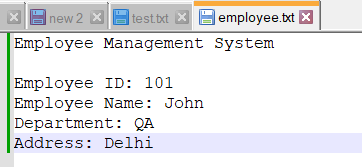 new 2 test.txt employee.txt
Employee Management System
Employee ID: 101
Employee Name: John
Department: QA
Address: Delhi